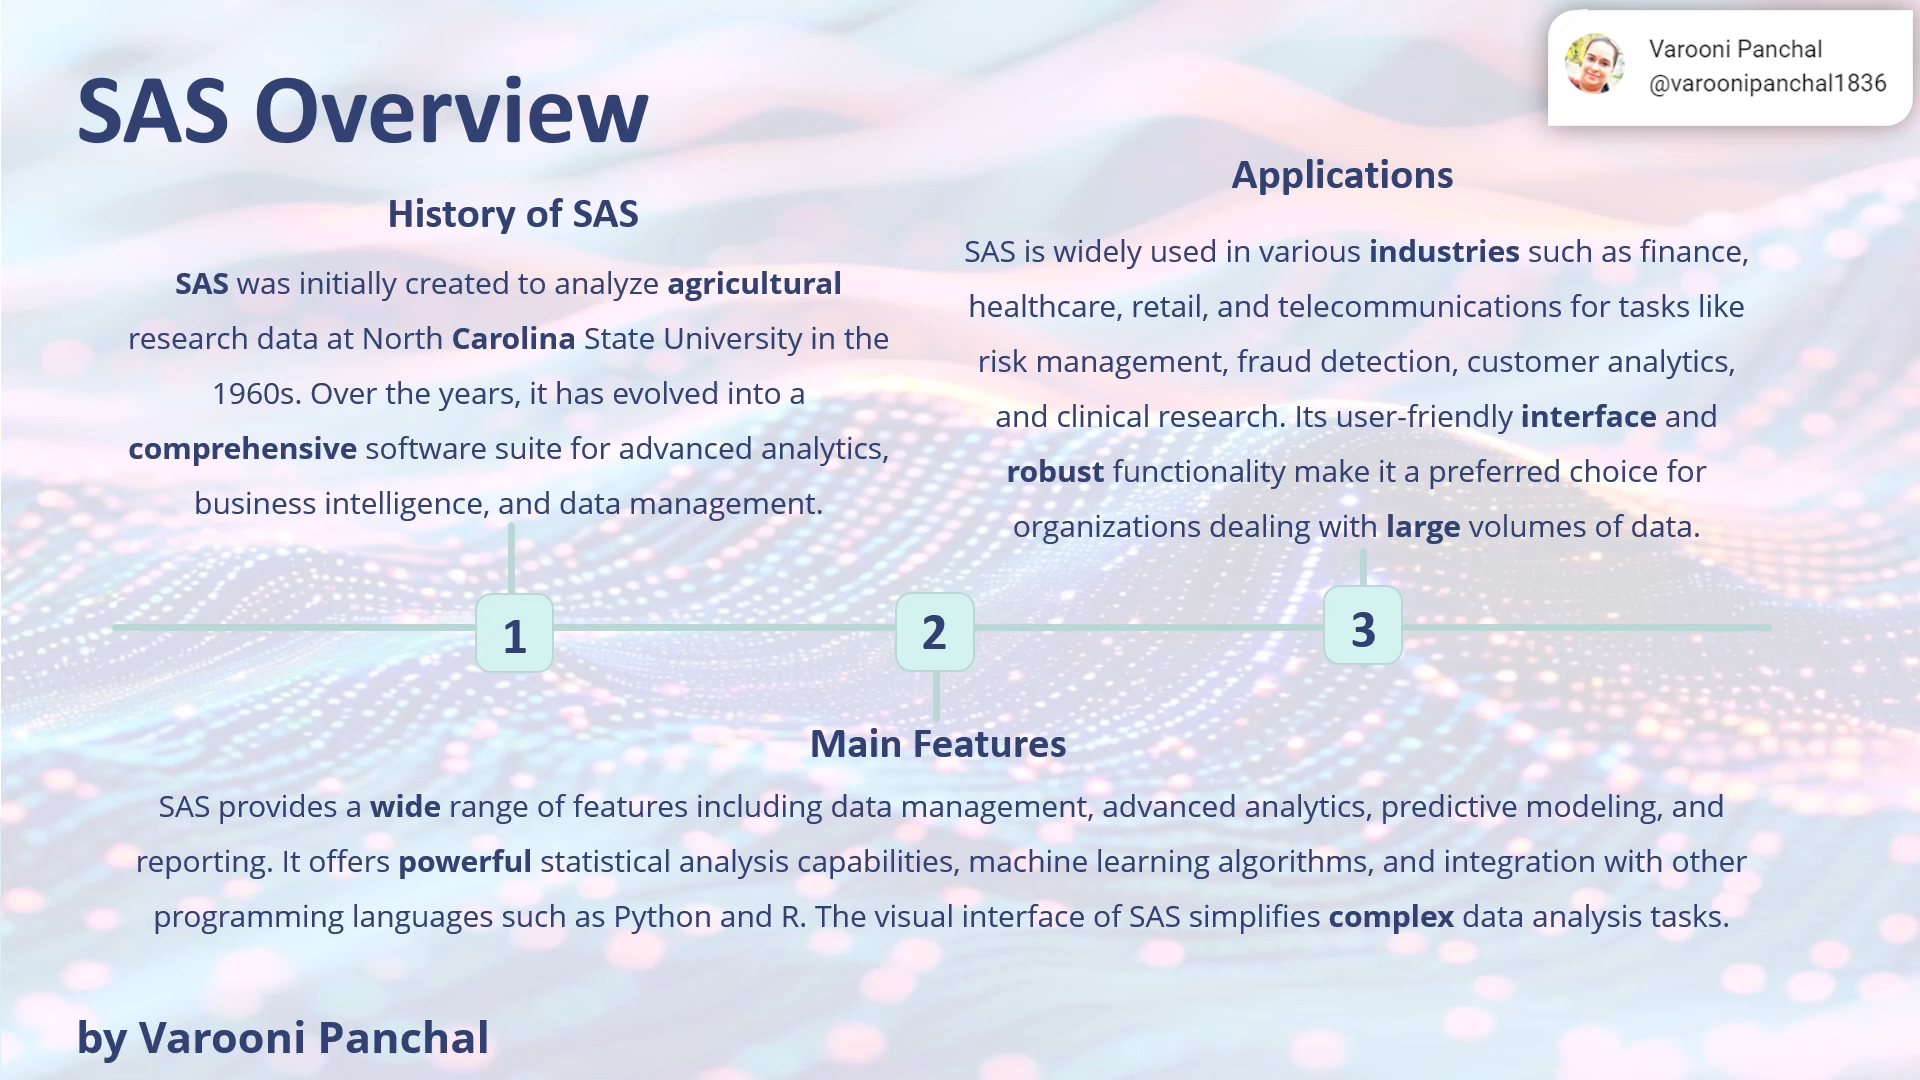 SAS Overview
Varooni Panchal
@varoonipanchal1836
History of SAS
SAS was initially created to analyze agricultural
research data at North Carolina State University in the
1960s. Over the years, it has evolved into a
comprehensive software suite for advanced analytics,
business intelligence, and data management.
Applications
SAS is widely used in various industries such as finance,
healthcare, retail, and telecommunications for tasks like
risk management, fraud detection, customer analytics,
and clinical research. Its user-friendly interface and
robust functionality make it a preferred choice for
organizations dealing with large volumes of data.
1
2
3
Main Features
SAS provides a wide range of features including data management, advanced analytics, predictive modeling, and
reporting. It offers powerful statistical analysis capabilities, machine learning algorithms, and integration with other
programming languages such as Python and R. The visual interface of SAS simplifies complex data analysis tasks.
by Varooni Panchal